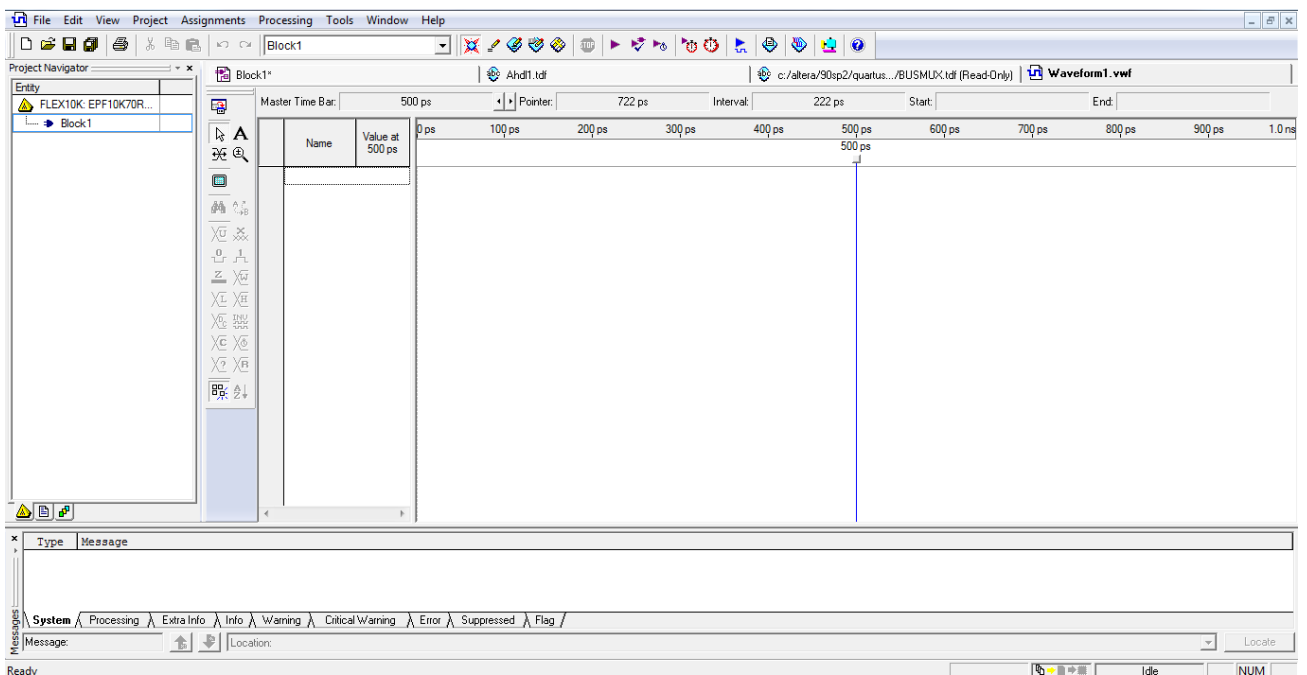 File Edit View Project Assignments Processing Tools Window Help
Block1
STOP
Project Navigator
Entity
FLEX10K: EPF10K70R...
Block1
Block1*
Ahdl1.tdf
c:/altera/90sp2/quartus.../BUSMUX.tdf (Read-Only)
Waveform1.vwf
Master Time Bar: 500 ps Pointer: 722 ps Interval: 222 ps Start: End:
A
Name
Value at
500 ps
0 ps 100 ps 200 ps 300 ps 400 ps 500 ps 600 ps 700 ps 800 ps 900 ps 1.0 ns
500 ps
Type Message
System Processing Extra Info Info Warning Critical Warning Error Suppressed Flag
Messages
Message: Location: Locate
Ready Idle NUM